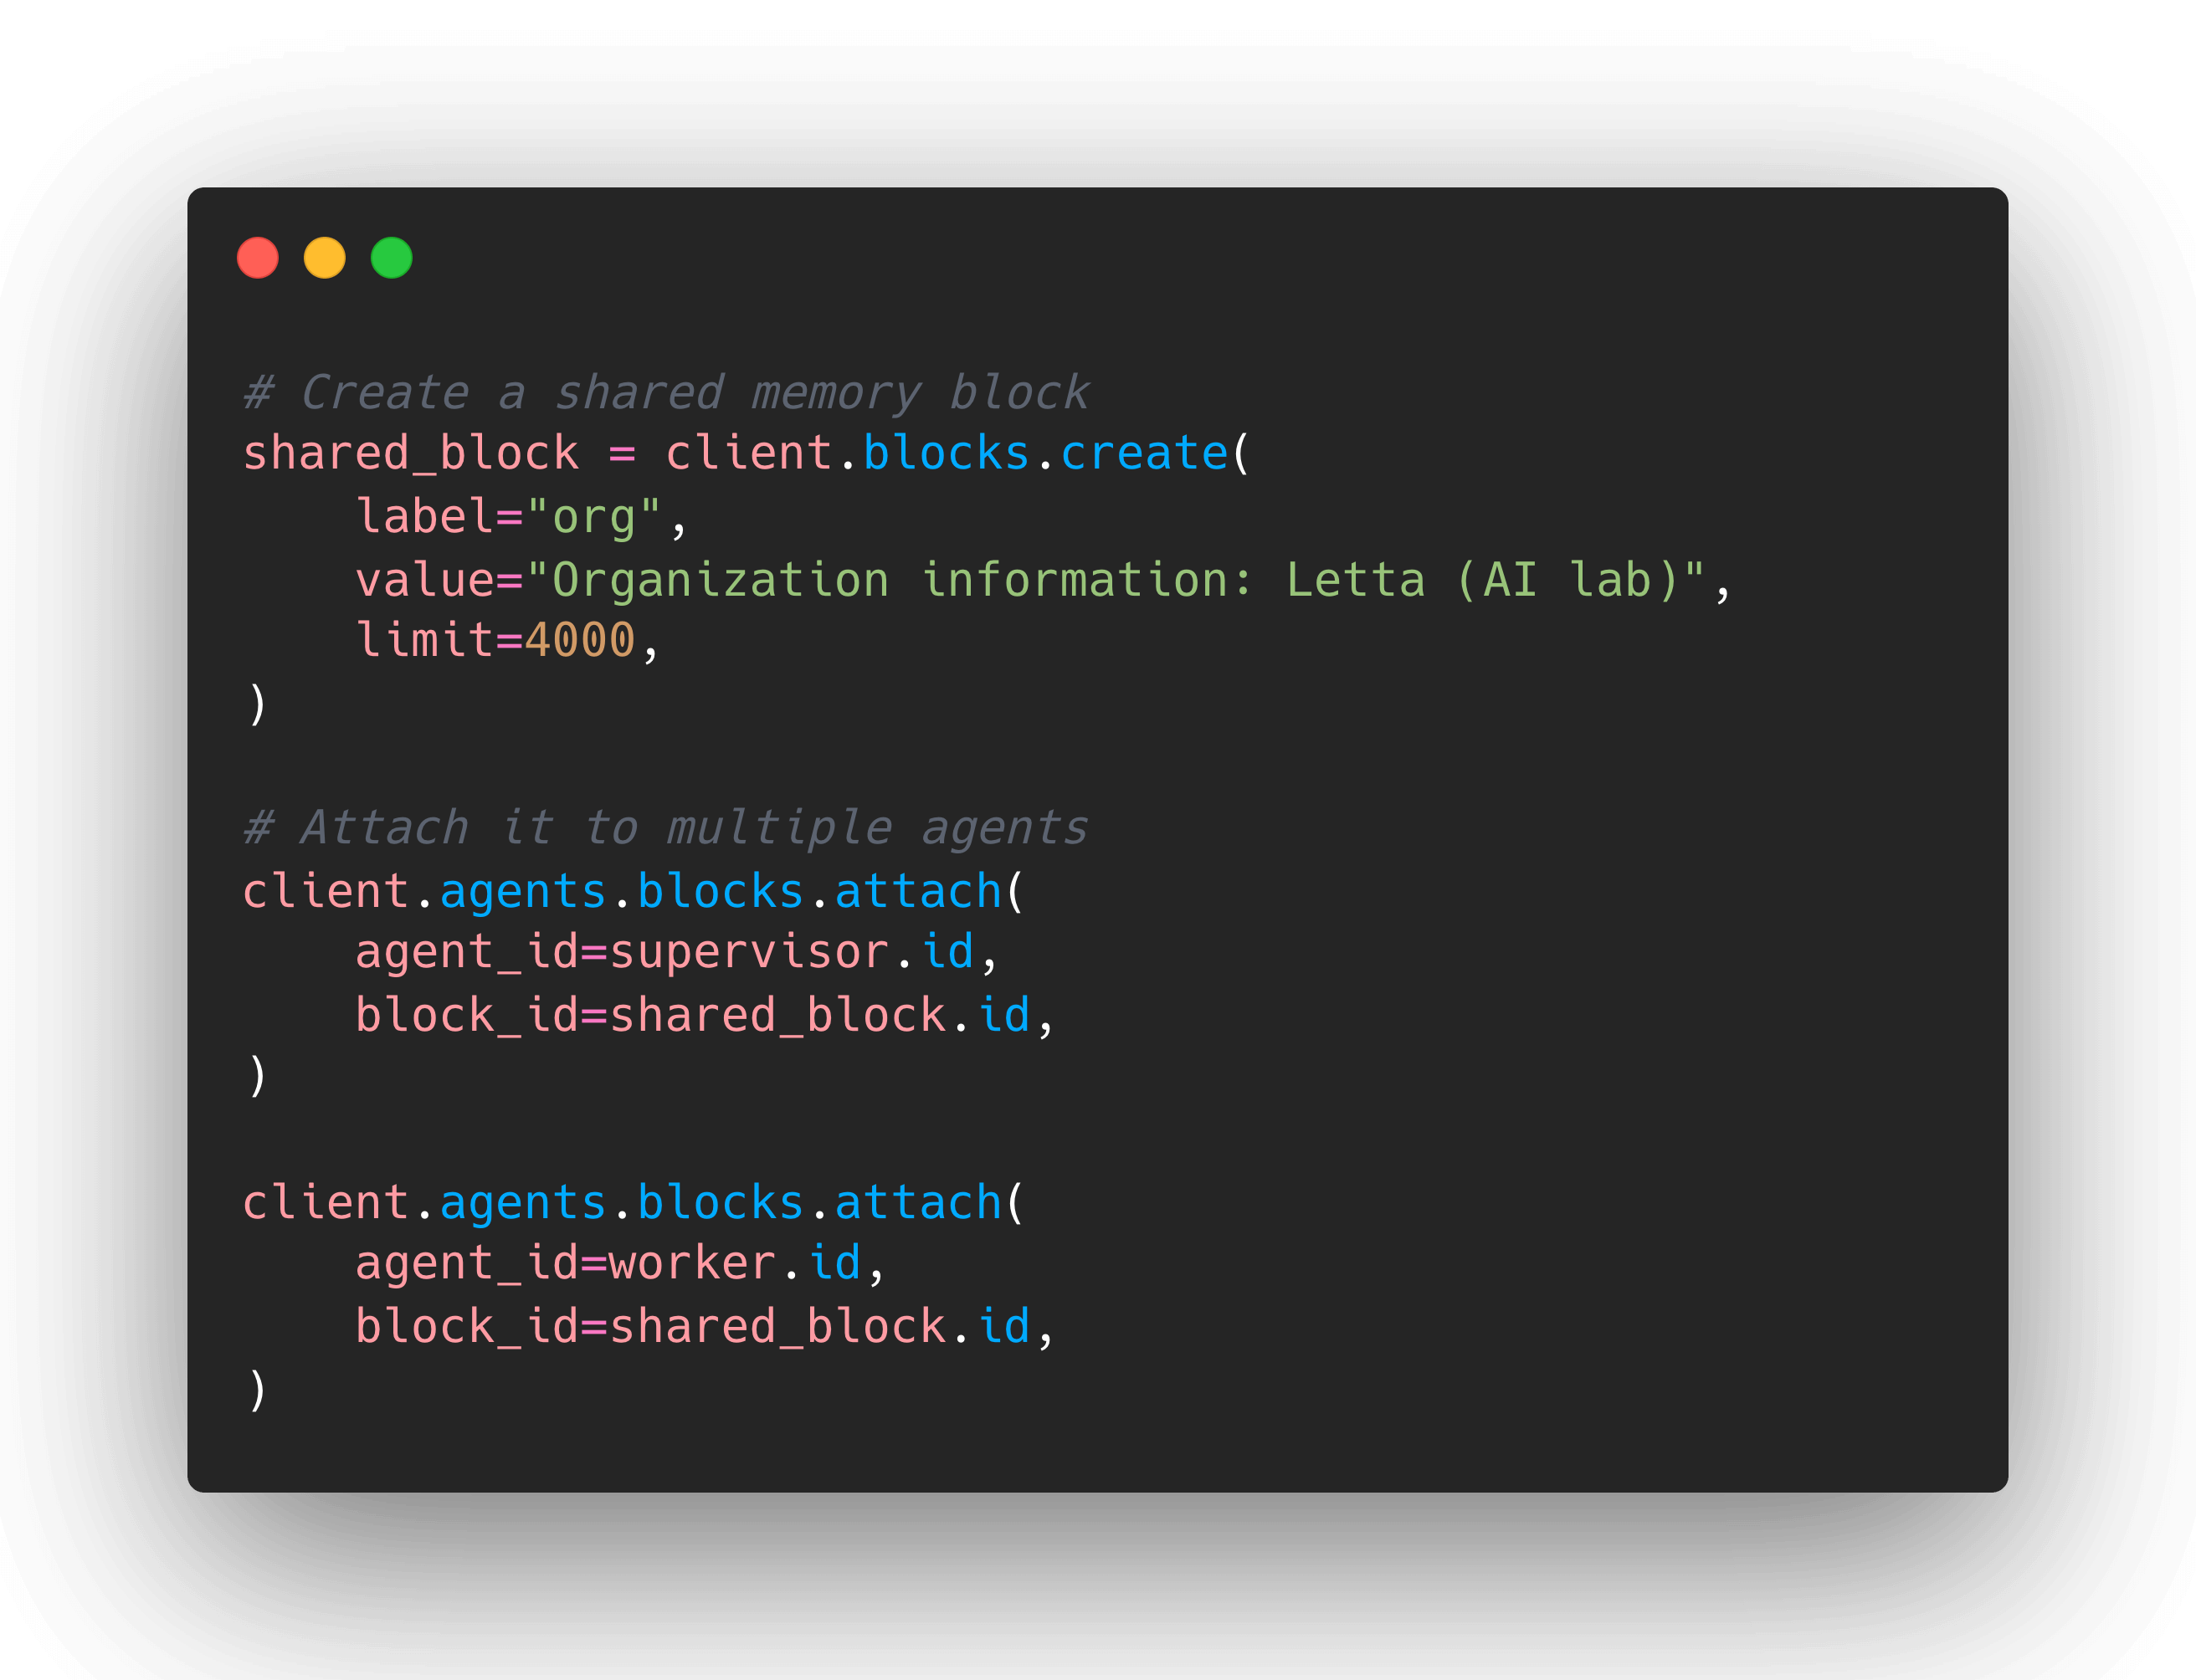 # Create a shared memory block
shared_block = client.blocks.create(
    label="org",
    value="Organization information: Letta (AI lab)",
    limit=4000,
)

# Attach it to multiple agents
client.agents.blocks.attach(
    agent_id=supervisor.id,
    block_id=shared_block.id,
)

client.agents.blocks.attach(
    agent_id=worker.id,
    block_id=shared_block.id,
)